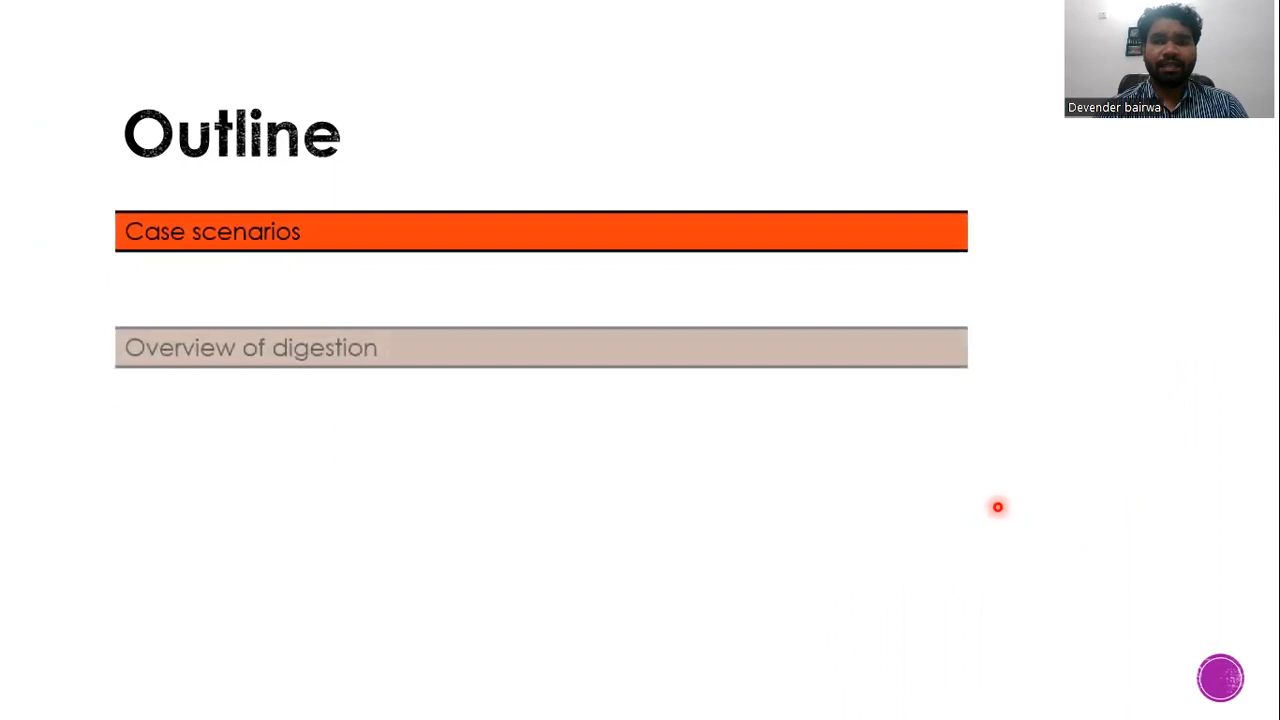 Devender bairwa
Outline
Case scenarios
Overview of digestion